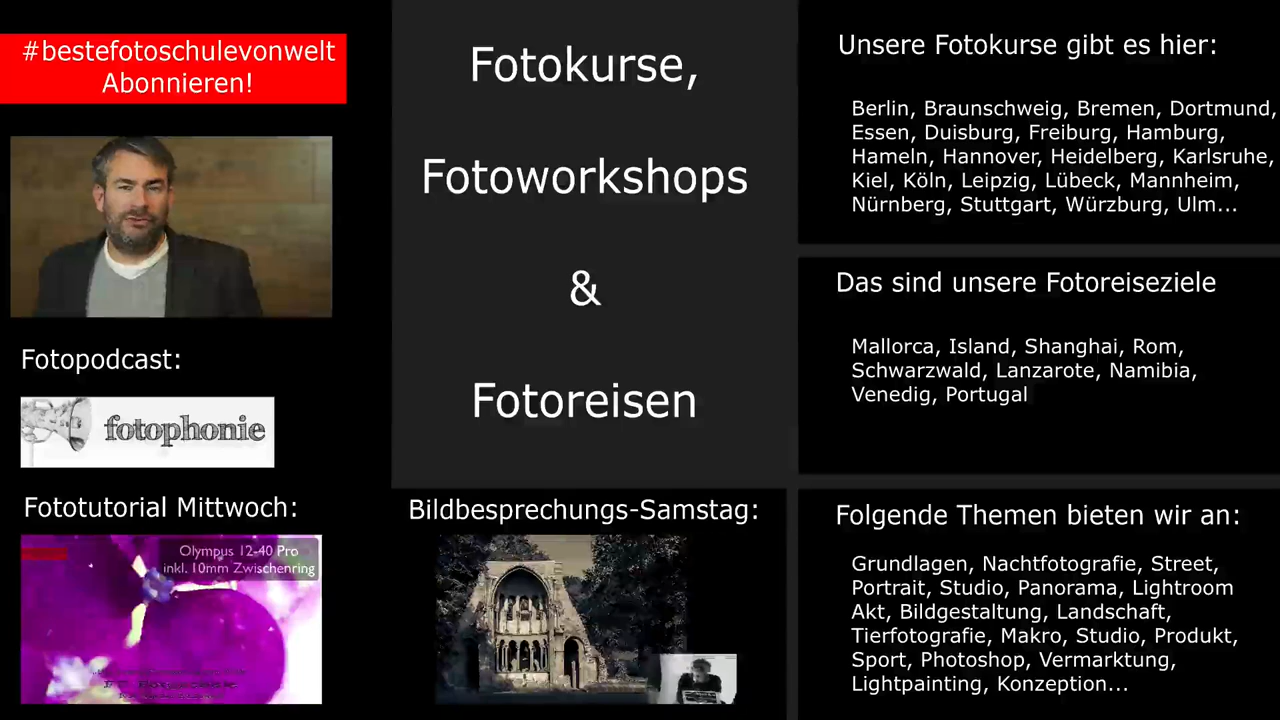 #bestefotoschulevonwelt
Abonnieren!
Fotopodcast:
fotophonie
Fototutorial Mittwoch:
Olympus 12-40 Pro
inkl. 10mm Zwischenring
Fotokurse,
Fotoworkshops
&
Fotoreisen
Bildbesprechungs-Samstag:
Unsere Fotokurse gibt es hier:
Berlin, Braunschweig, Bremen, Dortmund,
Essen, Duisburg, Freiburg, Hamburg,
Hameln, Hannover, Heidelberg, Karlsruhe,
Kiel, Köln, Leipzig, Lübeck, Mannheim,
Nürnberg, Stuttgart, Würzburg, Ulm...
Das sind unsere Fotoreiseziele
Mallorca, Island, Shanghai, Rom,
Schwarzwald, Lanzarote, Namibia,
Venedig, Portugal
Folgende Themen bieten wir an:
Grundlagen, Nachtfotografie, Street,
Portrait, Studio, Panorama, Lightroom
Akt, Bildgestaltung, Landschaft,
Tierfotografie, Makro, Studio, Produkt,
Sport, Photoshop, Vermarktung,
Lightpainting, Konzeption...